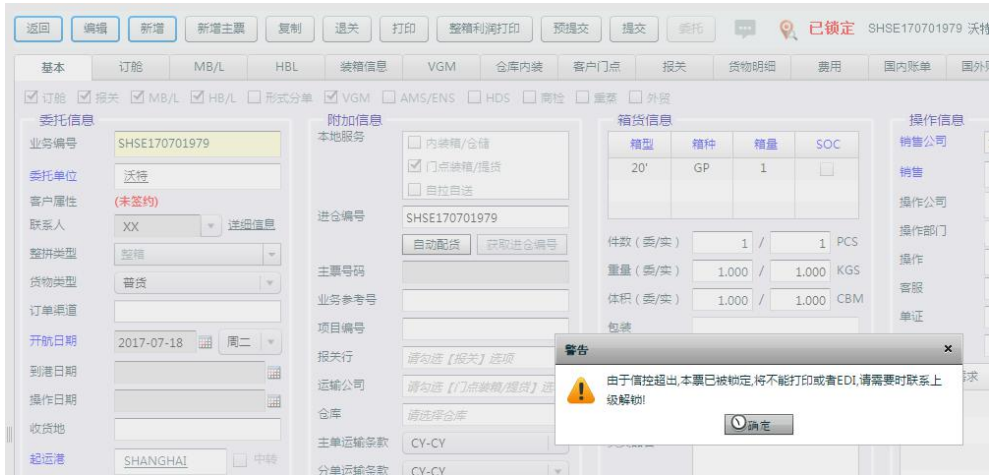 返回 编辑 新增 新增主票 复制 退关 打印 整箱利润打印 预提交 提交 委托 已锁定 SHSE170701979 沃特
基本 订舱 MB/L HBL 装箱信息 VGM 仓库内装 客户门点 报关 货物明细 费用 国内账单 国外
订舱 报关 MB/L HB/L 形式分单 VGM AMS/ENS HDS 商检 熏蒸 外贸
委托信息 附加信息 箱货信息 操作信息
业务编号 SHSE170701979 本地服务 内装箱/仓储 箱型 箱种 箱量 SOC 销售公司
委托单位 沃特 门点装箱/提货 20' GP 1 销售
客户属性 (未签约) 自拉自送 操作公司
联系人 XX 详细信息 进仓编号 SHSE170701979 操作部门
自动配货 获取进仓编号 件数(委/实) 1 / 1 PCS
整拼类型 整箱 操作
货物类型 普货 主票号码 重量(委/实) 1.000 / 1.000 KGS 客服
订单渠道 业务参考号 体积(委/实) 1.000 / 1.000 CBM 单证
项目编号 包装
开航日期 2017-07-18 周二 报关行 请勾选【报关】选项 警告 x
到港日期 运输公司 请勾选【门点装箱/提货】选 由于信控超出,本票已被锁定,将不能打印或者EDI,请需要时联系上 求
级解锁!
操作日期 仓库 请选择仓库 确定
收货地 主单运输条款 CY-CY
起运港 SHANGHAI 中转 分单运输条款 CY-CY